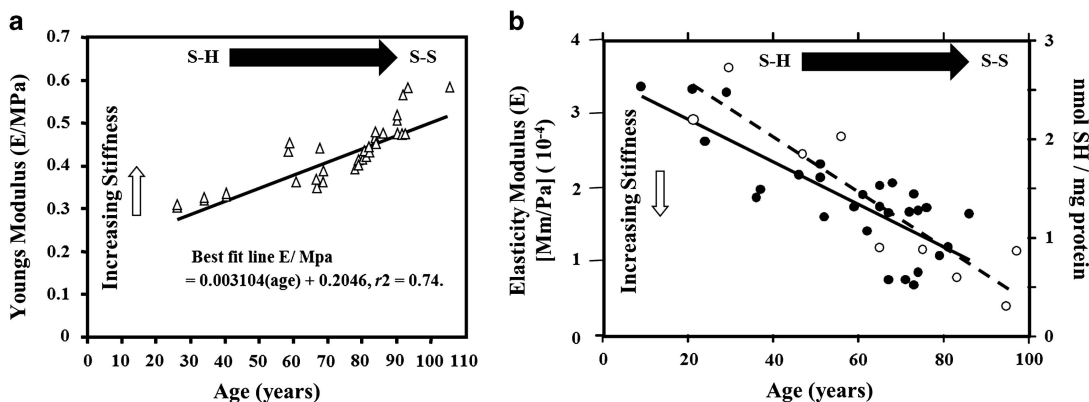 a
0.7
0.6
0.5
0.4
0.3
0.2
0.1
0
Youngs Modulus (E/MPa)
Increasing Stiffness
S-H
S-S
Best fit line E/ Mpa
= 0.003104(age) + 0.2046, r2 = 0.74.
0 10 20 30 40 50 60 70 80 90 100 110
Age (years)
b
4
3
2
1
0
Elasticity Modulus (E)
[Mm/Pa] ( 10-4)
Increasing Stiffness
S-H
S-S
3
2
1
0
mmol SH / mg protein
0 20 40 60 80 100
Age (years)